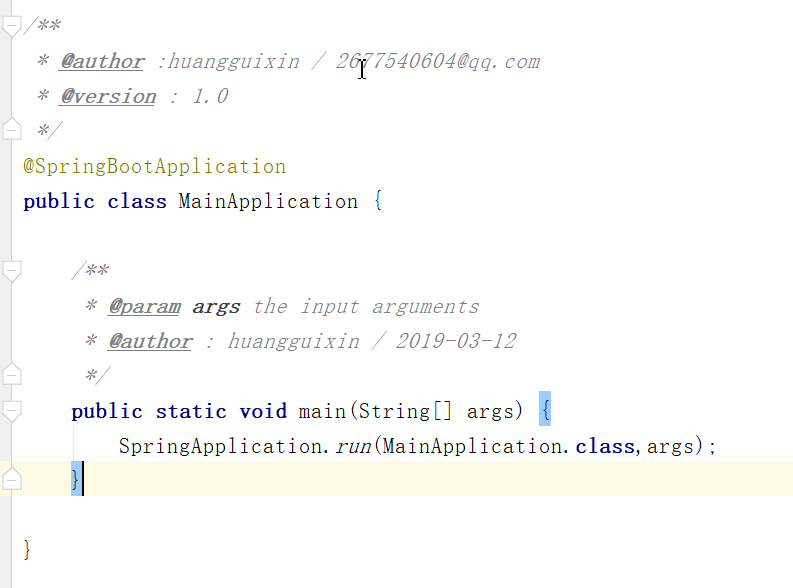 /**
 * @author :huangguixin / 2677540604@qq.com
 * @version : 1.0
 */
@SpringBootApplication
public class MainApplication {
    /**
     * @param args the input arguments
     * @author : huangguixin / 2019-03-12
     */
    public static void main(String[] args) {
        SpringApplication.run(MainApplication.class,args);
    }
}